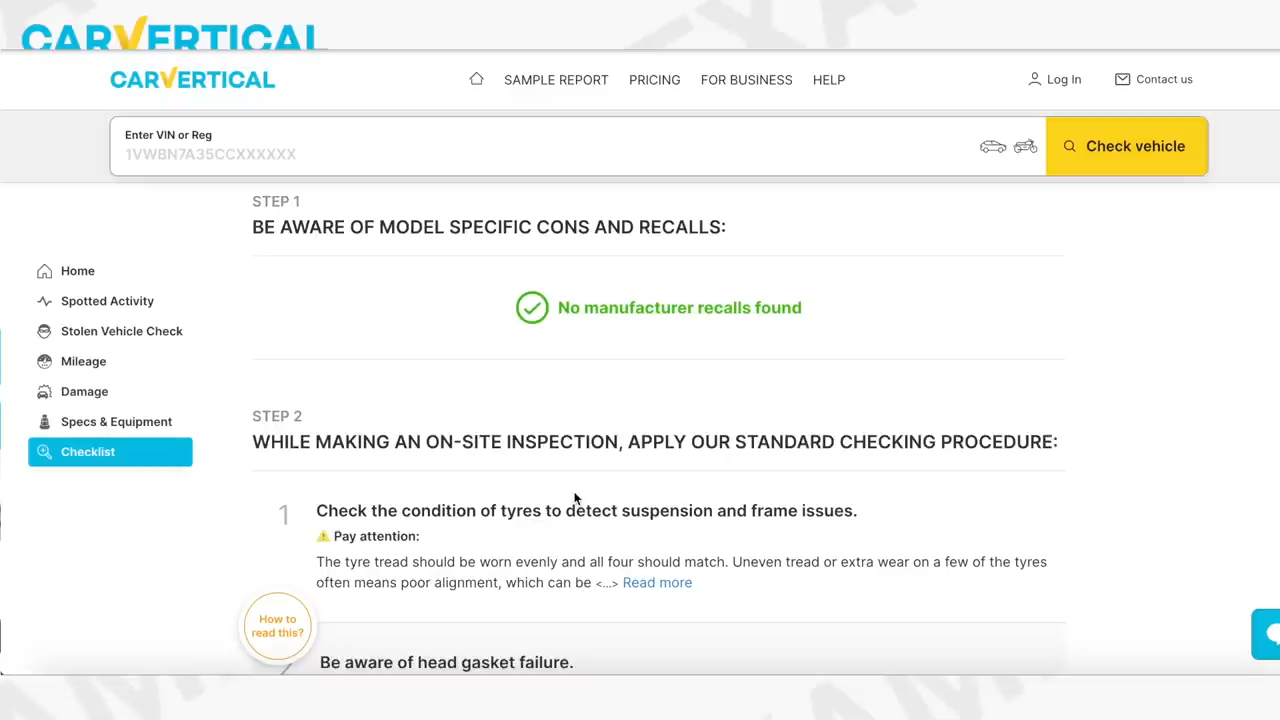 CARVERTICAL
CARVERTICAL
SAMPLE REPORT
PRICING
FOR BUSINESS
HELP
Log In
Contact us
Enter VIN or Reg
1VWBN7A35CCXXXXXX
Check vehicle
STEP 1
BE AWARE OF MODEL SPECIFIC CONS AND RECALLS:
Home
Spotted Activity
Stolen Vehicle Check
Mileage
Damage
Specs & Equipment
Checklist
No manufacturer recalls found
STEP 2
WHILE MAKING AN ON-SITE INSPECTION, APPLY OUR STANDARD CHECKING PROCEDURE:
1
Check the condition of tyres to detect suspension and frame issues.
Pay attention:
The tyre tread should be worn evenly and all four should match. Uneven tread or extra wear on a few of the tyres
often means poor alignment, which can be <...> Read more
How to
read this?
Be aware of head gasket failure.